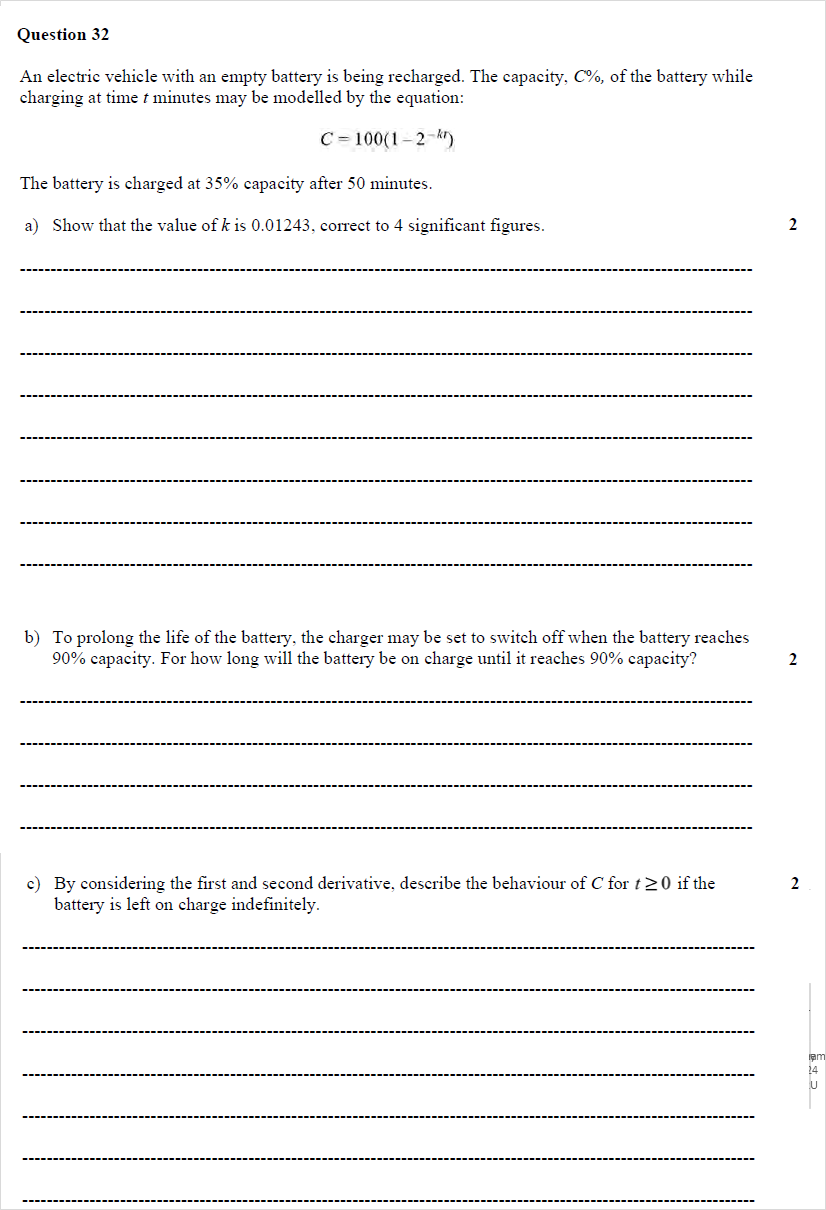 Question 32
An electric vehicle with an empty battery is being recharged. The capacity, C%, of the battery while
charging at time t minutes may be modelled by the equation:
C = 100(1 − 2^{−kt})
The battery is charged at 35% capacity after 50 minutes.
a) Show that the value of k is 0.01243, correct to 4 significant figures. 2
b) To prolong the life of the battery, the charger may be set to switch off when the battery reaches
90% capacity. For how long will the battery be on charge until it reaches 90% capacity? 2
c) By considering the first and second derivative, describe the behaviour of C for t ≥ 0 if the 2
battery is left on charge indefinitely.
24
U